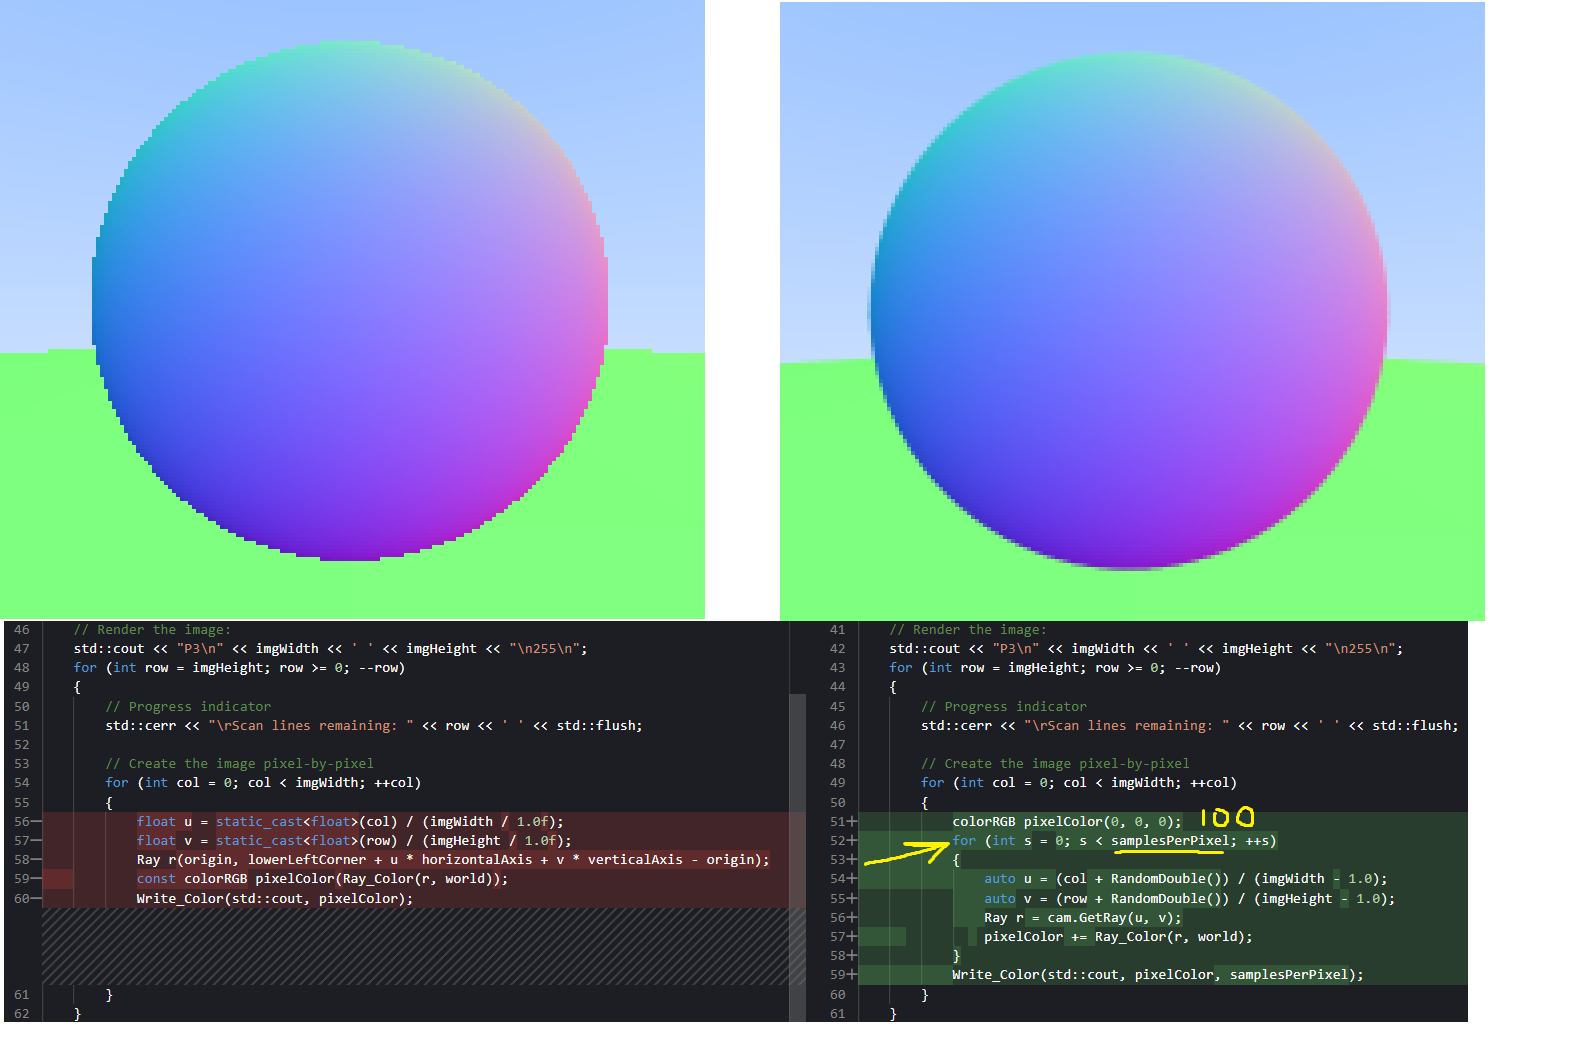 46 // Render the image:
47 std::cout << "P3\n" << imgWidth << ' ' << imgHeight << "\n255\n";
48 for (int row = imgHeight; row >= 0; --row)
49 {
50 // Progress indicator
51 std::cerr << "\rScan lines remaining: " << row << ' ' << std::flush;
52
53 // Create the image pixel-by-pixel
54 for (int col = 0; col < imgWidth; ++col)
55 {
56— float u = static_cast<float>(col) / (imgWidth / 1.0f);
57— float v = static_cast<float>(row) / (imgHeight / 1.0f);
58— Ray r(origin, lowerLeftCorner + u * horizontalAxis + v * verticalAxis - origin);
59— const colorRGB pixelColor(Ray_Color(r, world));
60— Write_Color(std::cout, pixelColor);
61 }
62 }
41 // Render the image:
42 std::cout << "P3\n" << imgWidth << ' ' << imgHeight << "\n255\n";
43 for (int row = imgHeight; row >= 0; --row)
44 {
45 // Progress indicator
46 std::cerr << "\rScan lines remaining: " << row << ' ' << std::flush;
47
48 // Create the image pixel-by-pixel
49 for (int col = 0; col < imgWidth; ++col)
50 {
51+ colorRGB pixelColor(0, 0, 0); 100
52+ for (int s = 0; s < samplesPerPixel; ++s)
53+ {
54+ auto u = (col + RandomDouble()) / (imgWidth - 1.0);
55+ auto v = (row + RandomDouble()) / (imgHeight - 1.0);
56+ Ray r = cam.GetRay(u, v);
57+ pixelColor += Ray_Color(r, world);
58+ }
59+ Write_Color(std::cout, pixelColor, samplesPerPixel);
60 }
61 }